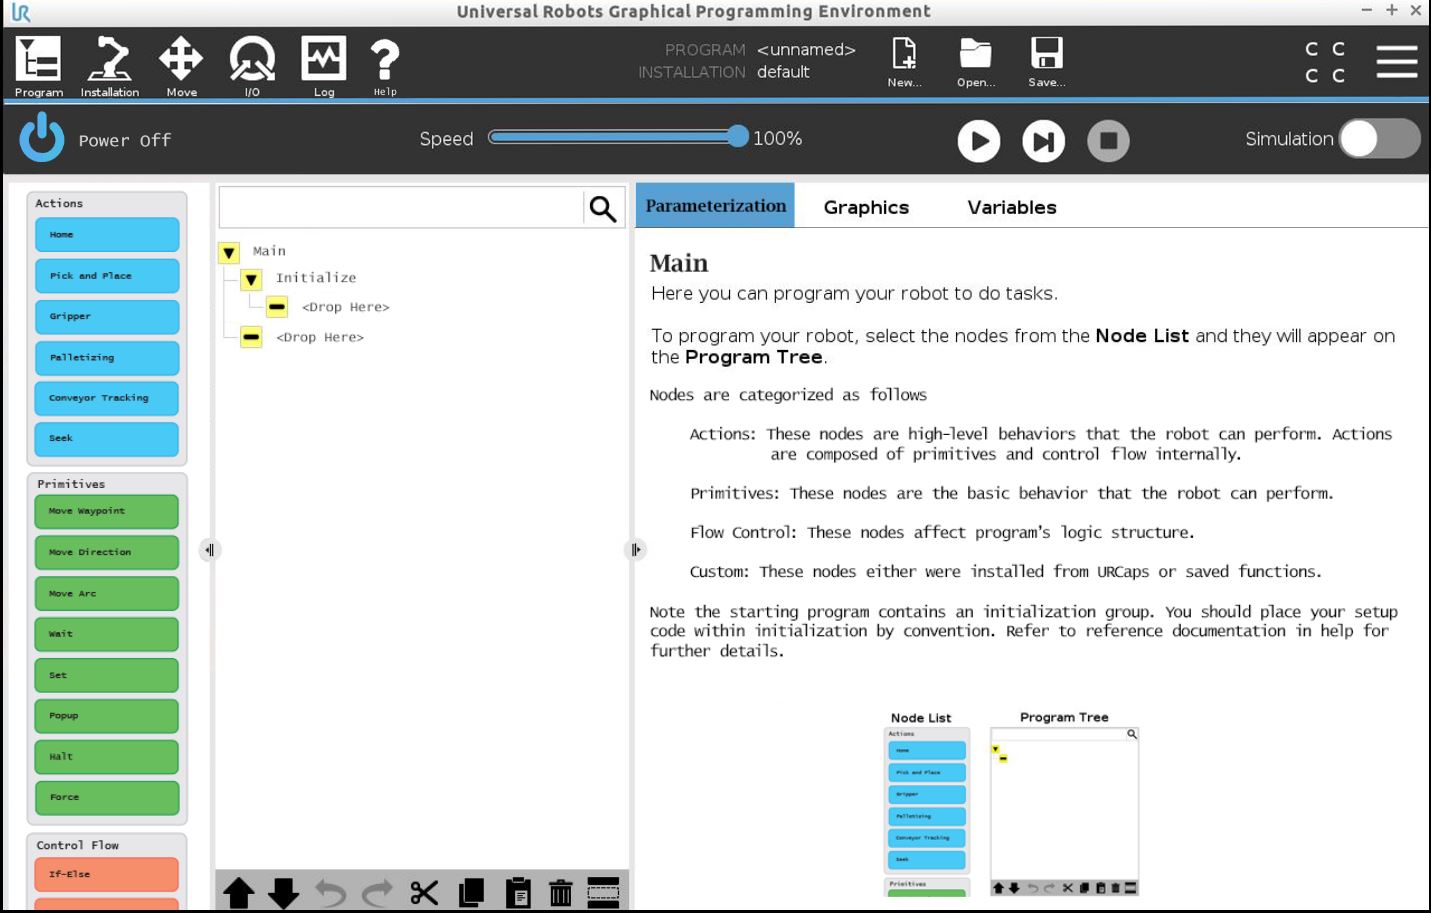 UR Universal Robots Graphical Programming Environment
Program Installation Move I/O Log Help
PROGRAM <unnamed>
INSTALLATION default
New... Open... Save...
C C
C C
Power Off
Speed 100%
Simulation
Actions
Home
Pick and Place
Gripper
Palletizing
Conveyor Tracking
Seek
Primitives
Move Waypoint
Move Direction
Move Arc
Wait
Set
Popup
Halt
Force
Control Flow
If-Else
Main
Initialize
<Drop Here>
<Drop Here>
Parameterization Graphics Variables
Main
Here you can program your robot to do tasks.
To program your robot, select the nodes from the Node List and they will appear on
the Program Tree.
Nodes are categorized as follows
Actions: These nodes are high-level behaviors that the robot can perform. Actions
are composed of primitives and control flow internally.
Primitives: These nodes are the basic behavior that the robot can perform.
Flow Control: These nodes affect program's logic structure.
Custom: These nodes either were installed from URCaps or saved functions.
Note the starting program contains an initialization group. You should place your setup
code within initialization by convention. Refer to reference documentation in help for
further details.
Node List Program Tree
Actions
Home
Pick and Place
Gripper
Palletizing
Conveyor Tracking
Seek
Primitives